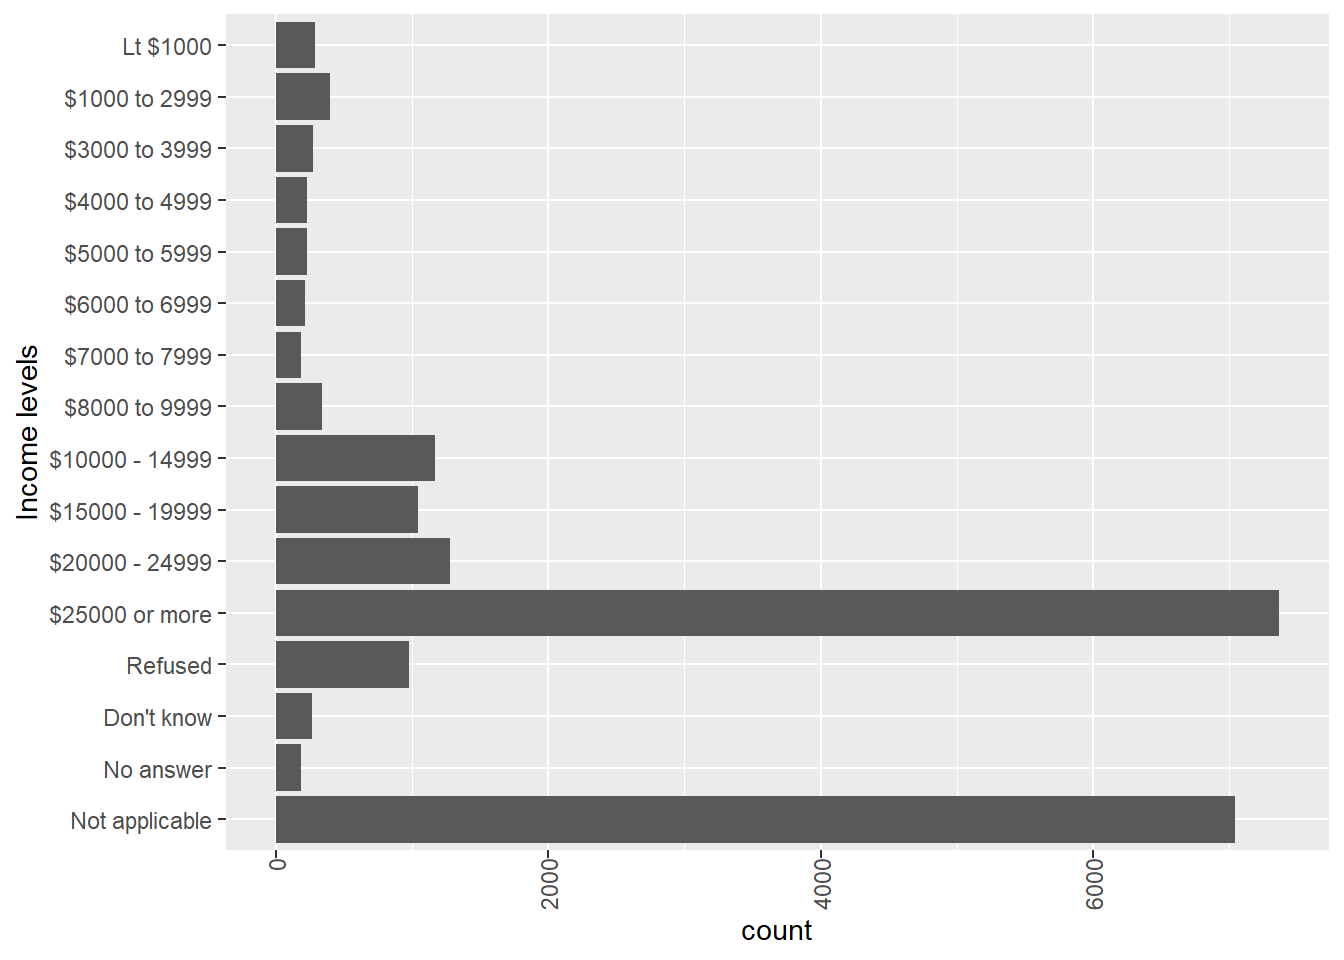 Income levels
Lt $1000
$1000 to 2999
$3000 to 3999
$4000 to 4999
$5000 to 5999
$6000 to 6999
$7000 to 7999
$8000 to 9999
$10000 - 14999
$15000 - 19999
$20000 - 24999
$25000 or more
Refused
Don't know
No answer
Not applicable
0
2000
4000
6000
count